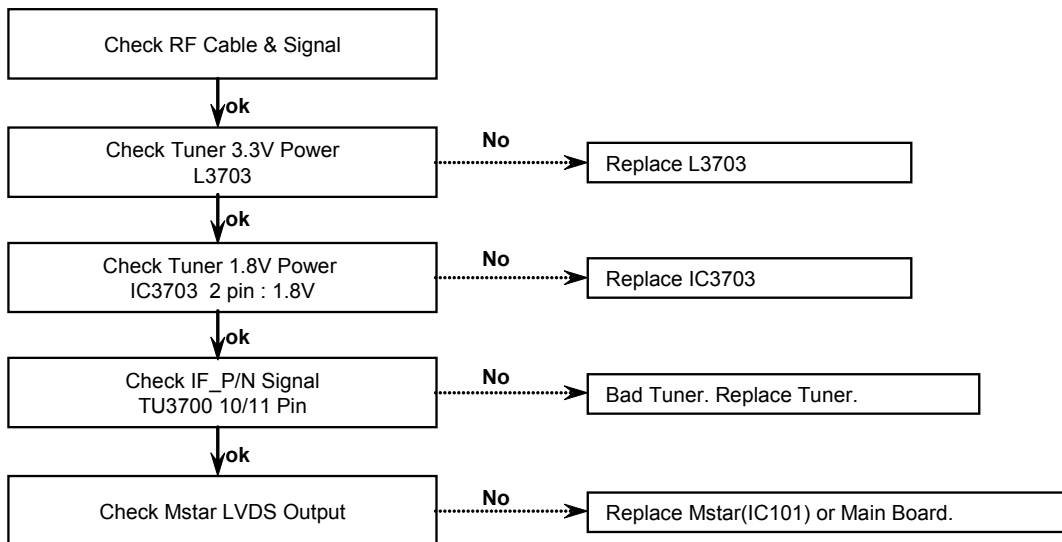 Check RF Cable & Signal
ok
Check Tuner 3.3V Power
L3703
No
Replace L3703
ok
Check Tuner 1.8V Power
IC3703 2 pin : 1.8V
No
Replace IC3703
ok
Check IF_P/N Signal
TU3700 10/11 Pin
No
Bad Tuner. Replace Tuner.
ok
Check Mstar LVDS Output
No
Replace Mstar(IC101) or Main Board.